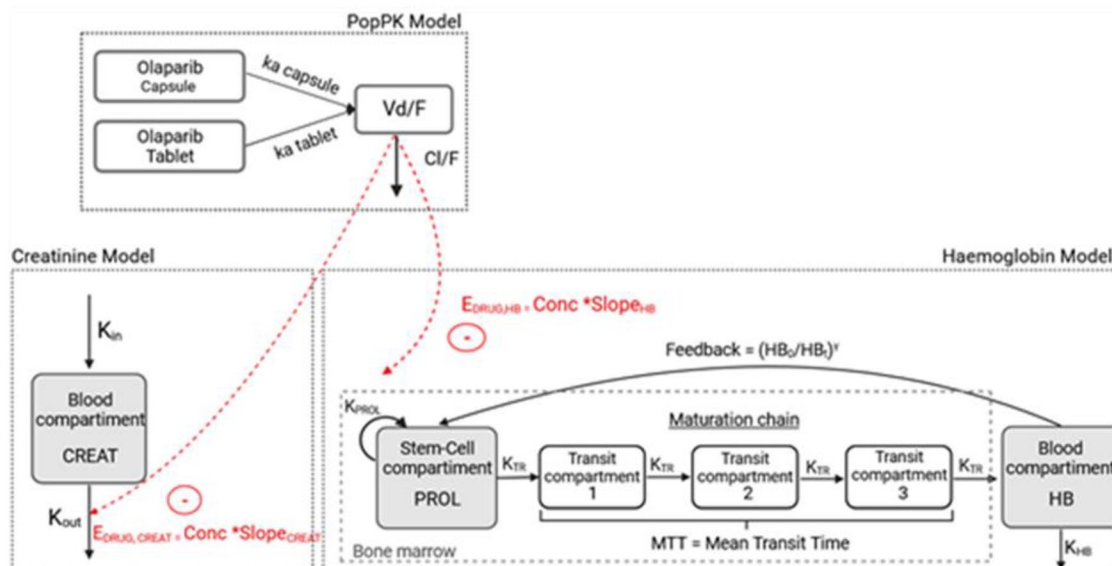 PopPK Model
Olaparib
Capsule
ka capsule
Vd/F
Olaparib
Tablet
ka tablet
Cl/F
Creatinine Model
Haemoglobin Model
Kin
Blood
compartiment
CREAT
-
Kout
EDRUG, CREAT = Conc *SlopeCREAT
EDRUG,HB = Conc *SlopeHB
-
Feedback = (HB0/HBt)γ
KPROL
Maturation chain
Stem-Cell
compartiment
PROL
KTR
Transit
compartment
1
KTR
Transit
compartment
2
KTR
Transit
compartment
3
KTR
Blood
compartiment
HB
MTT = Mean Transit Time
Bone marrow
KHB